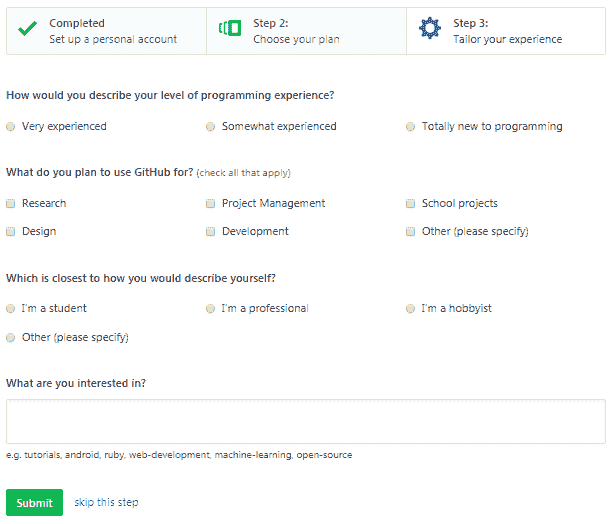 Completed
Set up a personal account
Step 2:
Choose your plan
Step 3:
Tailor your experience
How would you describe your level of programming experience?
Very experienced
Somewhat experienced
Totally new to programming
What do you plan to use GitHub for? (check all that apply)
Research
Project Management
School projects
Design
Development
Other (please specify)
Which is closest to how you would describe yourself?
I'm a student
I'm a professional
I'm a hobbyist
Other (please specify)
What are you interested in?
e.g. tutorials, android, ruby, web-development, machine-learning, open-source
Submit
skip this step